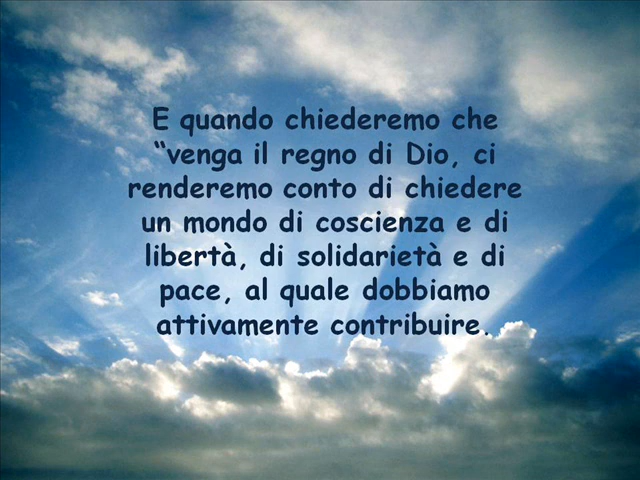 E quando chiederemo che
“venga il regno di Dio, ci
renderemo conto di chiedere
un mondo di coscienza e di
libertà, di solidarietà e di
pace, al quale dobbiamo
attivamente contribuire.